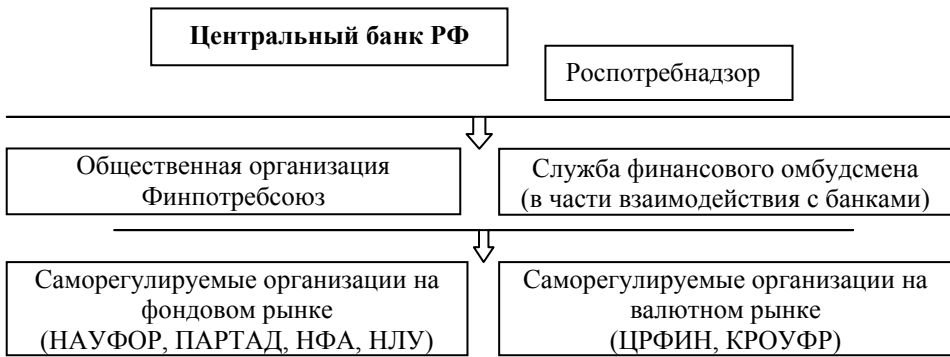 Центральный банк РФ
Роспотребнадзор
Общественная организация
Финпотребсоюз
Служба финансового омбудсмена
(в части взаимодействия с банками)
Саморегулируемые организации на
фондовом рынке
(НАУФОР, ПАРТАД, НФА, НЛУ)
Саморегулируемые организации на
валютном рынке
(ЦРФИН, КРОУФР)